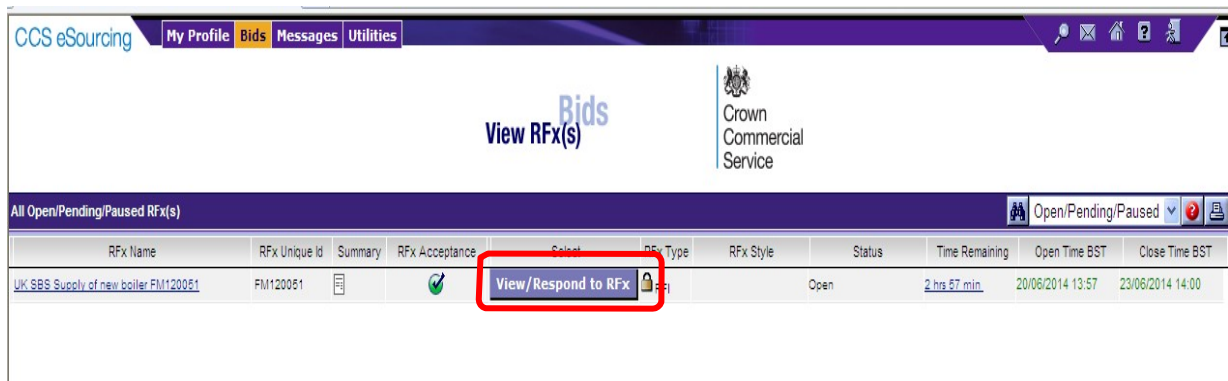 CCS eSourcing My Profile Bids Messages Utilities
Bids
View RFx(s)
Crown
Commercial
Service
All Open/Pending/Paused RFx(s) Open/Pending/Paused
RFx Name RFx Unique Id Summary RFx Acceptance Select RFx Type RFx Style Status Time Remaining Open Time BST Close Time BST
UK SBS Supply of new boiler FM120051 FM120051 View/Respond to RFx RFI Open 2 hrs 57 min 20/06/2014 13:57 23/06/2014 14:00